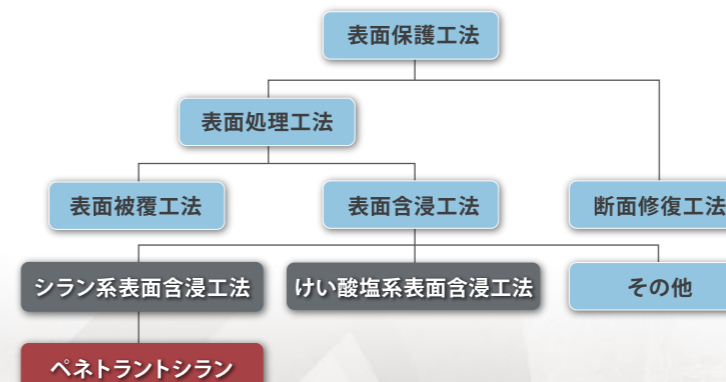 表面保護工法
表面処理工法
表面被覆工法
表面含浸工法
断面修復工法
シラン系表面含浸工法
けい酸塩系表面含浸工法
その他
ペネトラントシラン